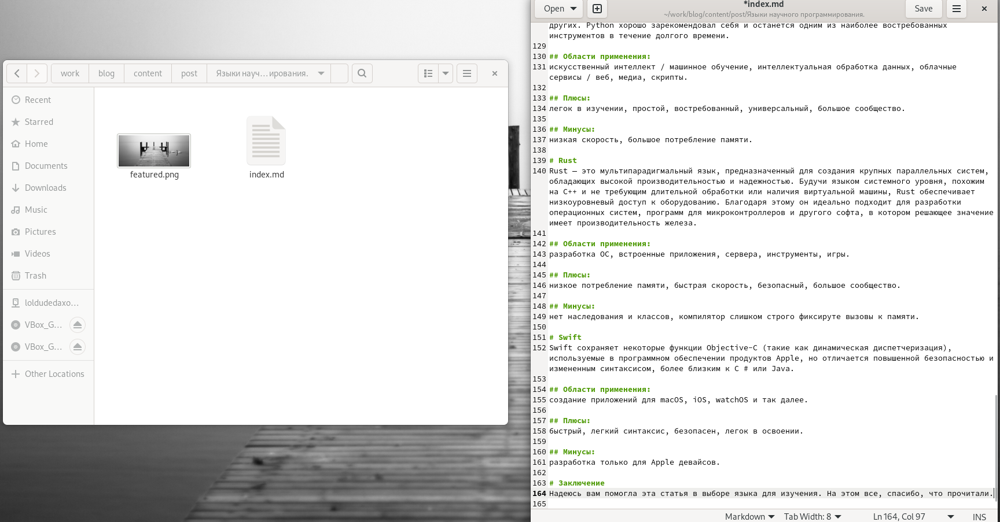 work
blog
content
post
Языки науч…ирования.
Recent
Starred
Home
Documents
Downloads
Music
Pictures
Videos
Trash
loldudedaxo…
VBox_G…
VBox_G…
Other Locations
featured.png
index.md
Open
*index.md
~/work/blog/content/post/Языки научного программирования.
Save
других. Python хорошо зарекомендовал себя и останется одним из наиболее востребованных
инструментов в течение долгого времени.
129
130 ## Области применения:
131 искусственный интеллект / машинное обучение, интеллектуальная обработка данных, облачные
сервисы / веб, медиа, скрипты.
132
133 ## Плюсы:
134 легок в изучении, простой, востребованный, универсальный, большое сообщество.
135
136 ## Минусы:
137 низкая скорость, большое потребление памяти.
138
139 # Rust
140 Rust — это мультипарадигмальный язык, предназначенный для создания крупных параллельных систем,
обладающих высокой производительностью и надежностью. Будучи языком системного уровня, похожим
на C++ и не требующим длительной обработки или наличия виртуальной машины, Rust обеспечивает
низкоуровневый доступ к оборудованию. Благодаря этому он идеально подходит для разработки
операционных систем, программ для микроконтроллеров и другого софта, в котором решающее значение
имеет производительность железа.
141
142 ## Области применения:
143 разработка ОС, встроенные приложения, сервера, инструменты, игры.
144
145 ## Плюсы:
146 низкое потребление памяти, быстрая скорость, безопасный, большое сообщество.
147
148 ## Минусы:
149 нет наследования и классов, компилятор слишком строго фиксируте вызовы к памяти.
150
151 # Swift
152 Swift сохраняет некоторые функции Objective-C (такие как динамическая диспетчеризация),
используемые в программном обеспечении продуктов Apple, но отличается повышенной безопасностью и
измененным синтаксисом, более близким к C # или Java.
153
154 ## Области применения:
155 создание приложений для macOS, iOS, watchOS и так далее.
156
157 ## Плюсы:
158 быстрый, легкий синтаксис, безопасен, легок в освоении.
159
160 ## Минусы:
161 разработка только для Apple девайсов.
162
163 # Заключение
164 Надеюсь вам помогла эта статья в выборе языка для изучения. На этом все, спасибо, что прочитали.
165
Markdown
Tab Width: 8
Ln 164, Col 97
INS